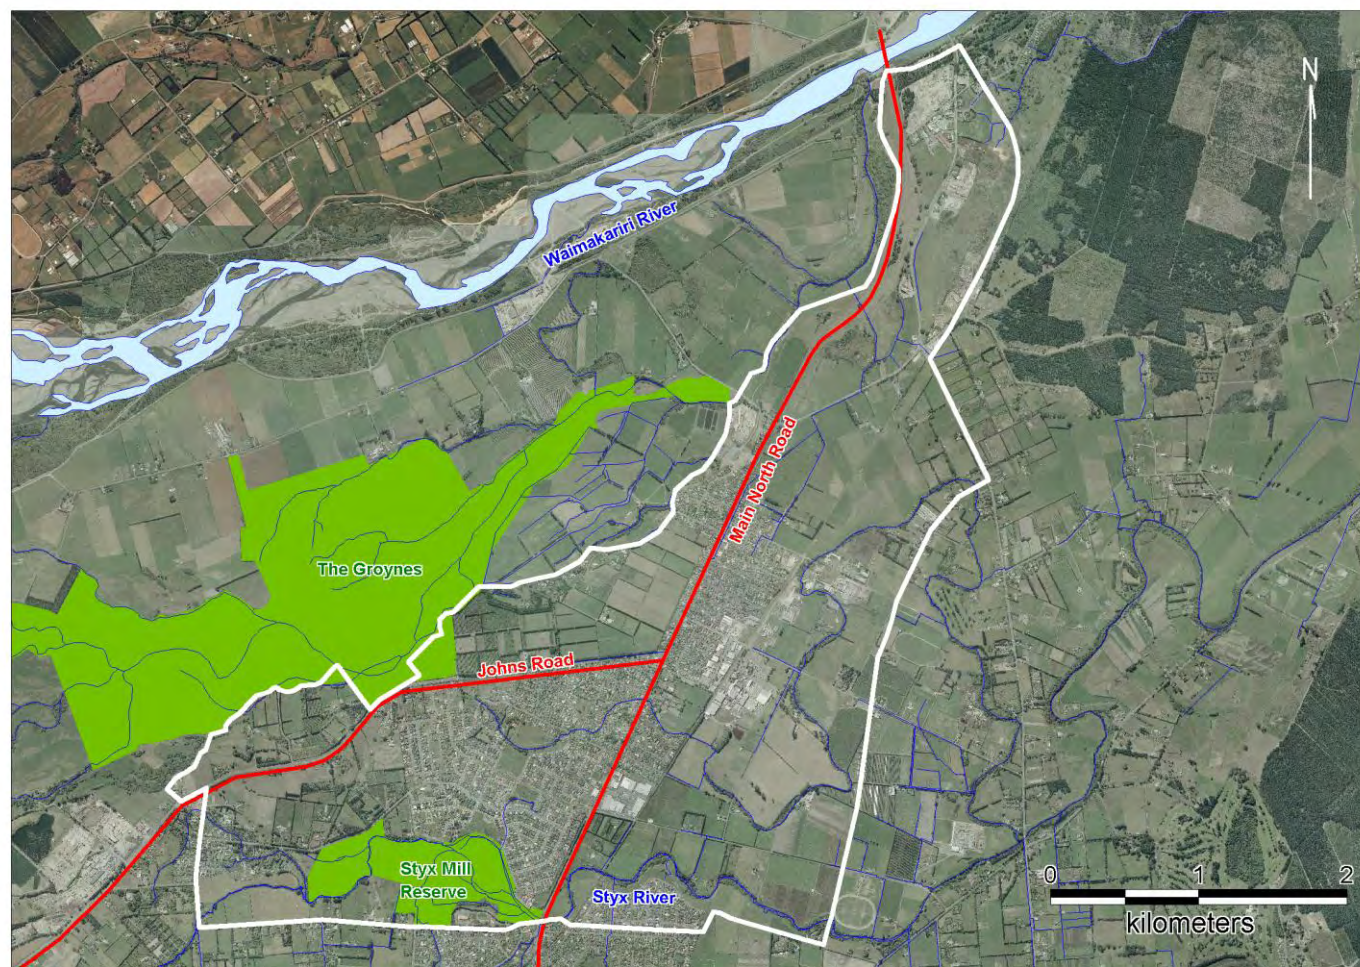 N
Waimakariri River
Main North Road
The Groynes
Johns Road
Styx Mill
Reserve
Styx River
0 1 2
kilometers